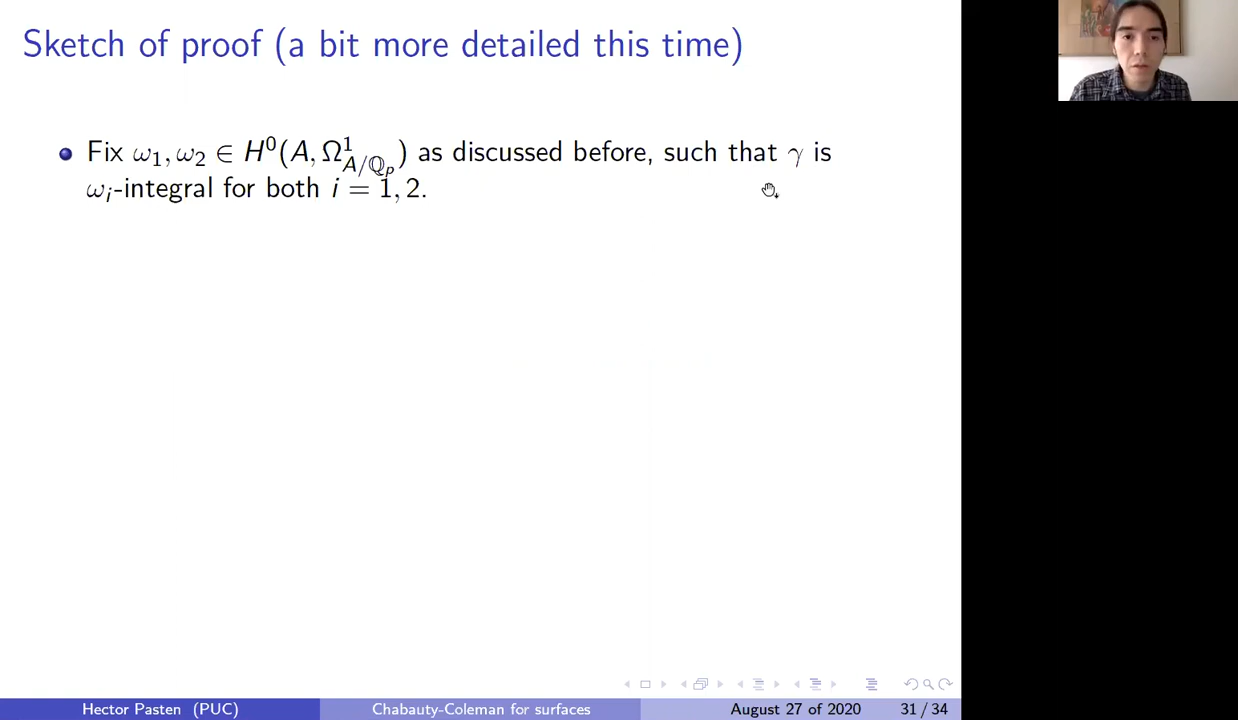 Sketch of proof (a bit more detailed this time)
Fix ω₁, ω₂ ∈ H⁰(A, Ω¹_{A/ℚ_p}) as discussed before, such that γ is
ω_i-integral for both i = 1, 2.
Hector Pasten (PUC) Chabauty-Coleman for surfaces August 27 of 2020 31 / 34